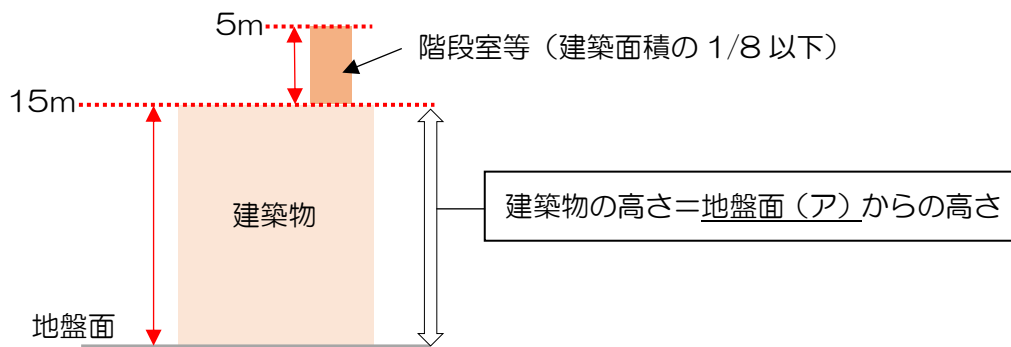 5m
階段室等（建築面積の 1/8 以下）
15m
建築物
建築物の高さ＝地盤面（ア）からの高さ
地盤面